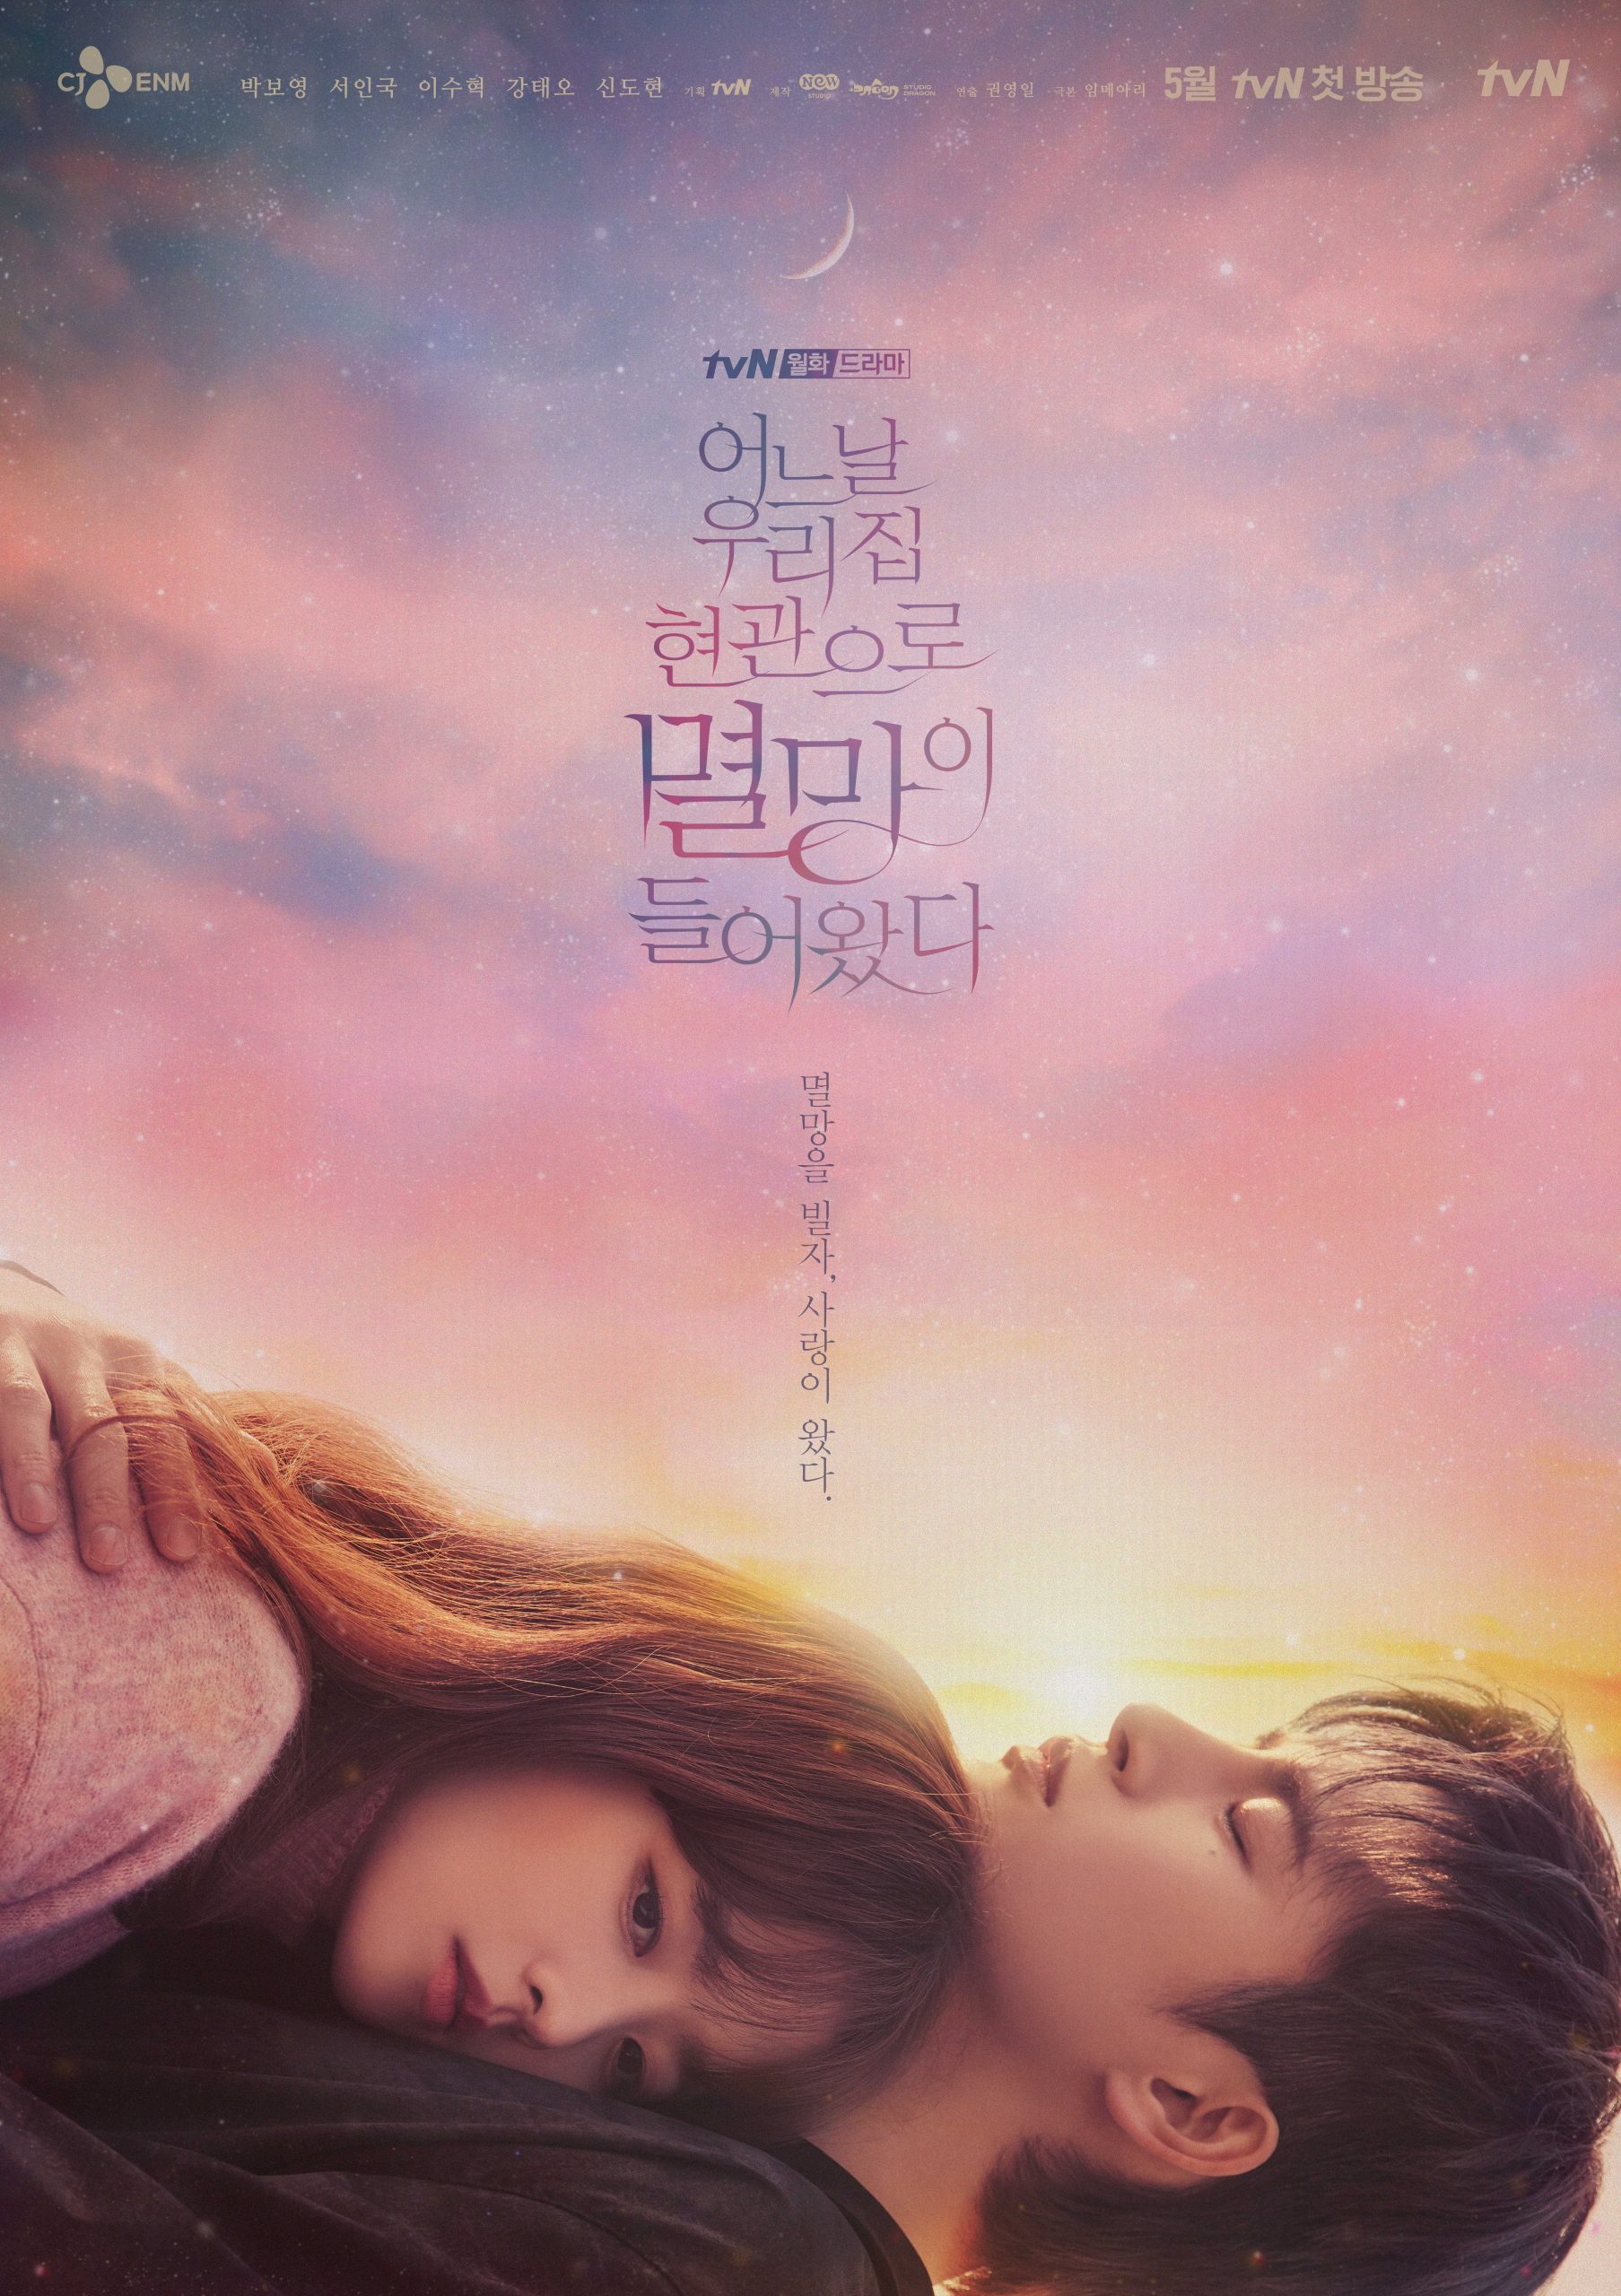 CJ ENM 박보영 서인국 이수혁 강태오 신도현 기획 tvN 제작 NEW STUDIO STUDIO DRAGON 연출 권영일 극본 임메아리 5월 tvN 첫 방송 tvN
tvN 월화 드라마
어느 날
우리 집
현관으로
멸망이
들어왔다
멸망을 빌자, 사랑이 왔다.